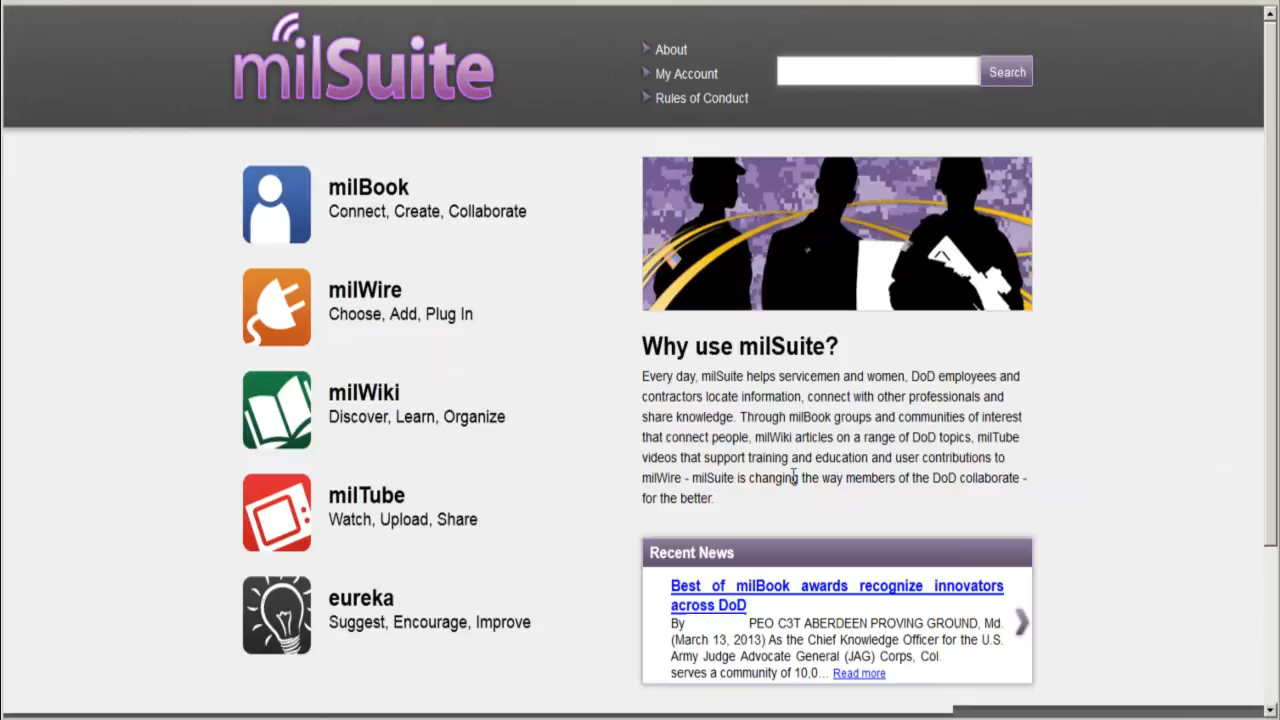 milSuite
About
My Account
Rules of Conduct
Search
milBook
Connect, Create, Collaborate
milWire
Choose, Add, Plug In
milWiki
Discover, Learn, Organize
milTube
Watch, Upload, Share
eureka
Suggest, Encourage, Improve
Why use milSuite?
Every day, milSuite helps servicemen and women, DoD employees and
contractors locate information, connect with other professionals and
share knowledge. Through milBook groups and communities of interest
that connect people, milWiki articles on a range of DoD topics, milTube
videos that support training and education and user contributions to
milWire - milSuite is changing the way members of the DoD collaborate -
for the better.
Recent News
Best of milBook awards recognize innovators
across DoD
By PEO C3T ABERDEEN PROVING GROUND, Md.
(March 13, 2013) As the Chief Knowledge Officer for the U.S.
Army Judge Advocate General (JAG) Corps, Col.
serves a community of 10,0... Read more